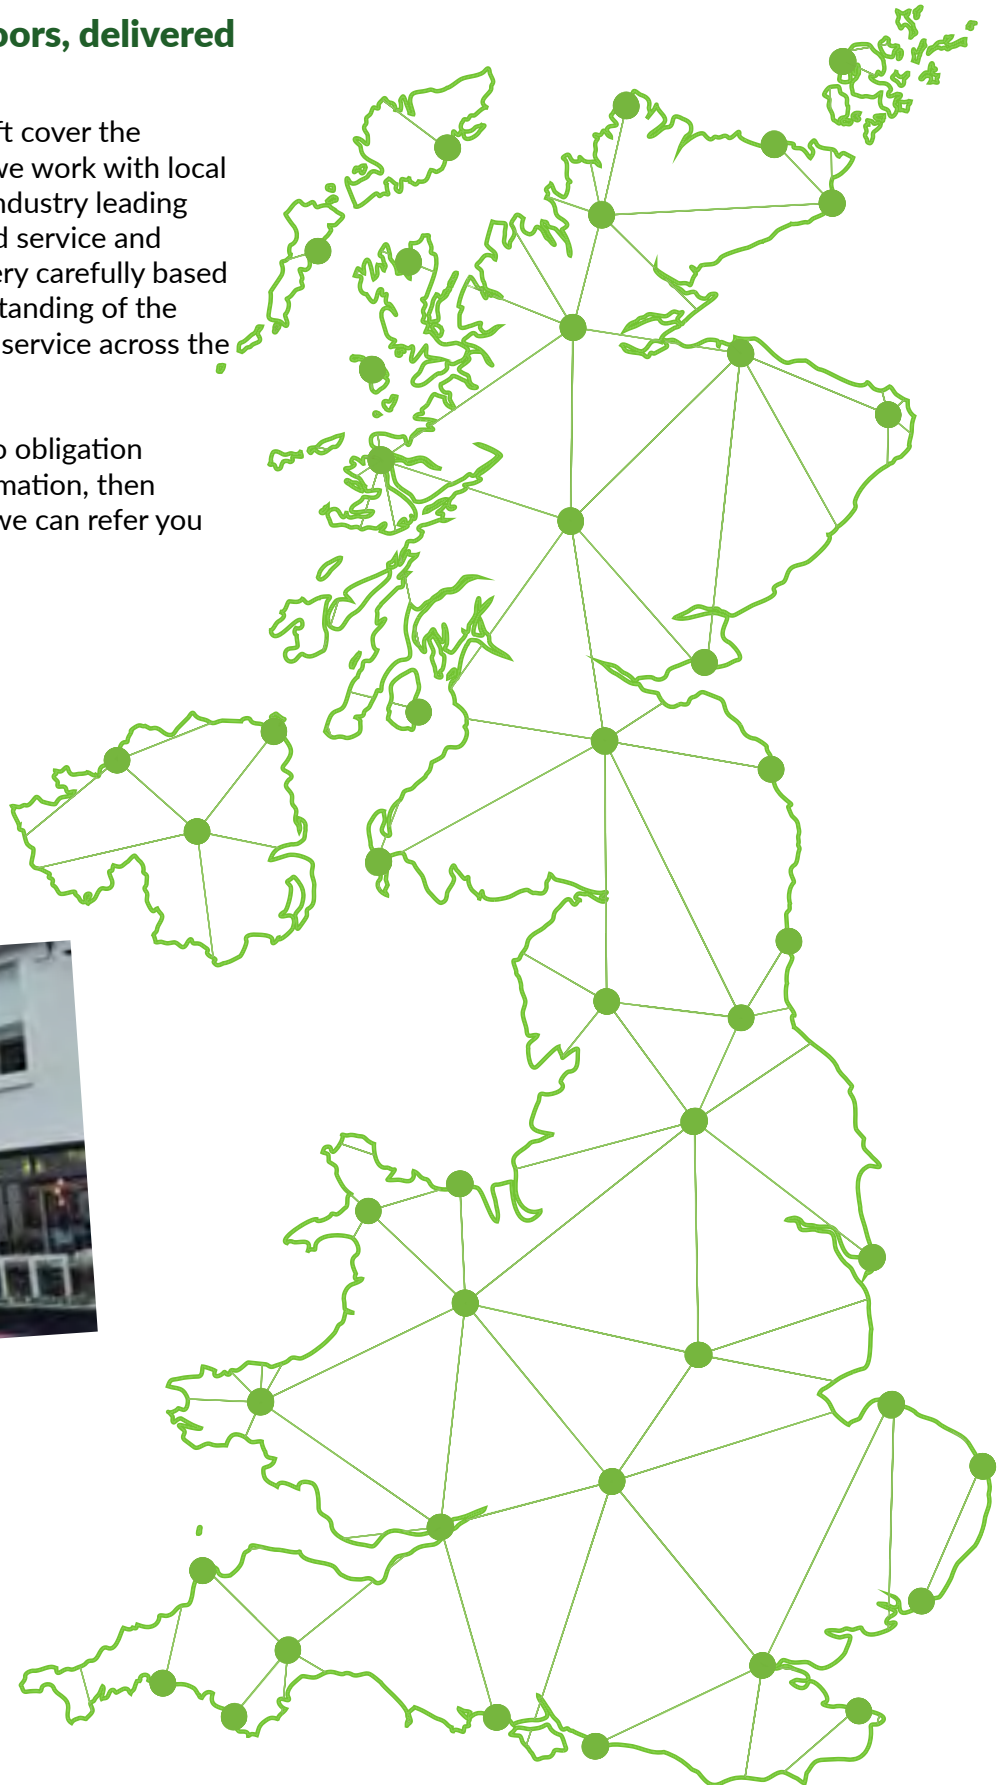 oors, delivered
ft cover the
we work with local
ndustry leading
d service and
ery carefully based
tanding of the
service across the
o obligation
mation, then
we can refer you